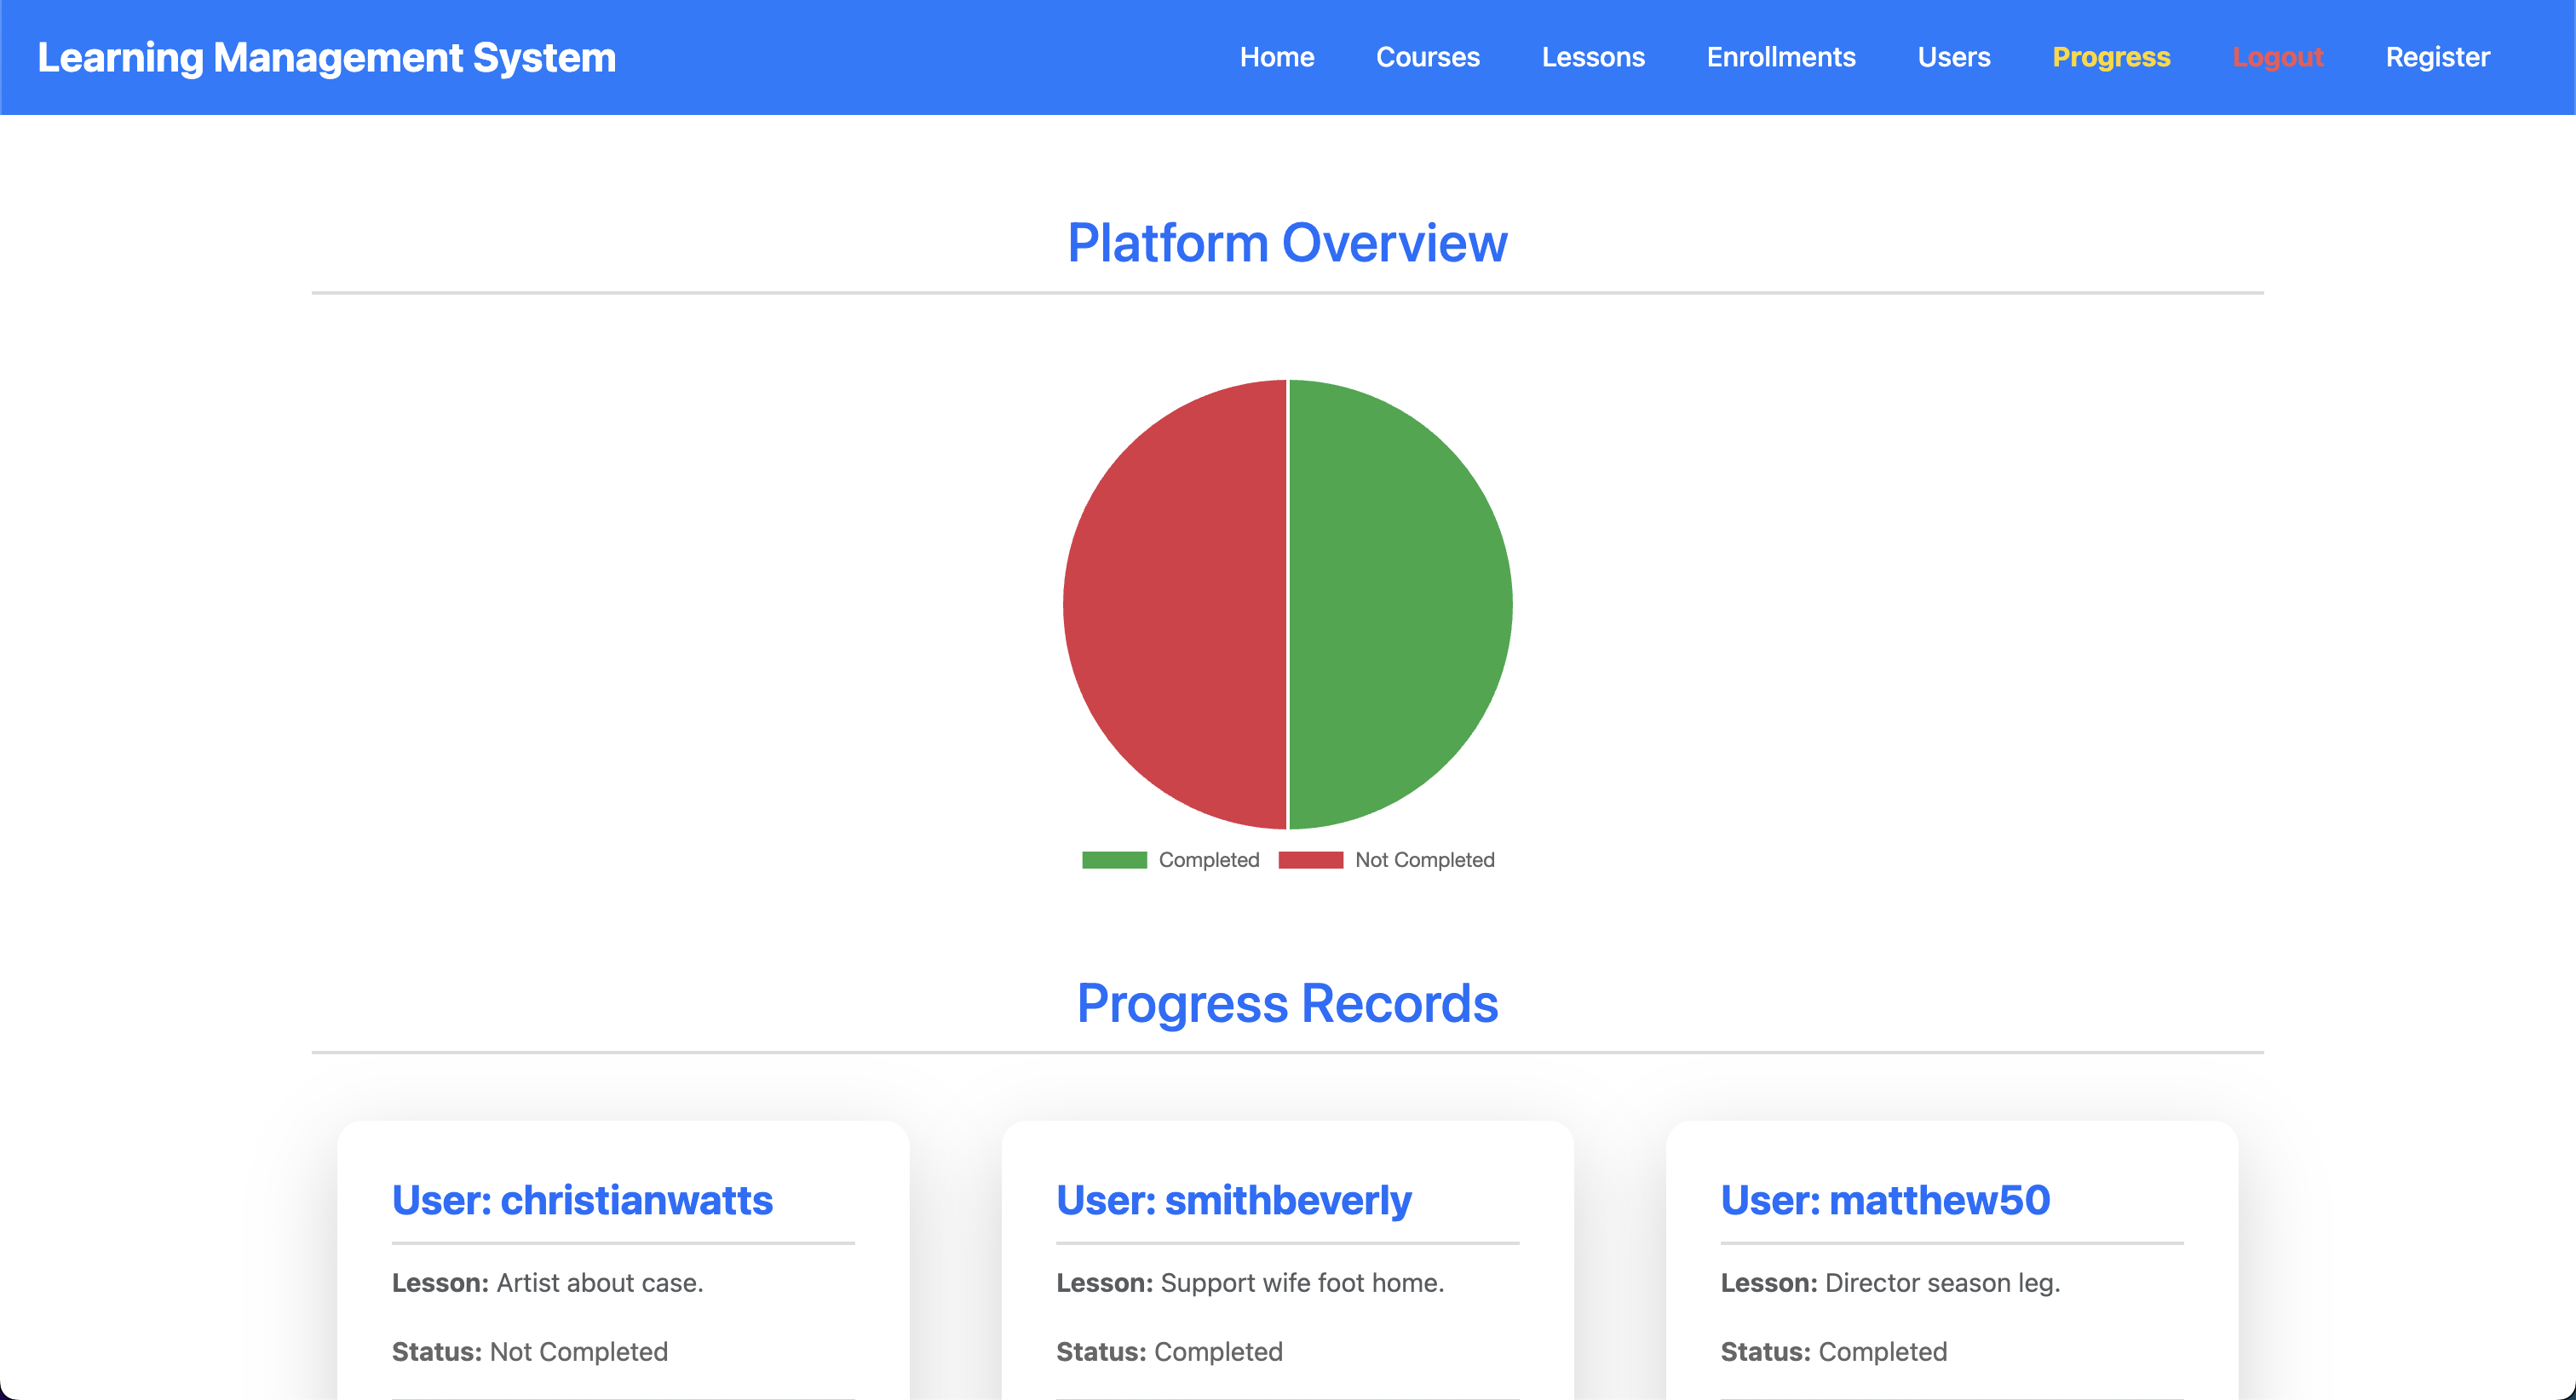 Learning Management System
Home Courses Lessons Enrollments Users Progress Logout Register
Platform Overview
Completed Not Completed
Progress Records
User: christianwatts
Lesson: Artist about case.
Status: Not Completed
User: smithbeverly
Lesson: Support wife foot home.
Status: Completed
User: matthew50
Lesson: Director season leg.
Status: Completed